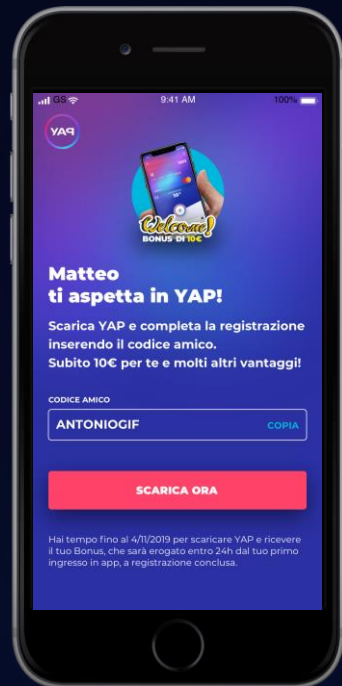 GS
9:41 AM
100%
YAP
Welcome!
BONUS DI 10€
Matteo
ti aspetta in YAP!
Scarica YAP e completa la registrazione
inserendo il codice amico.
Subito 10€ per te e molti altri vantaggi!
CODICE AMICO
ANTONIOGIF
COPIA
SCARICA ORA
Hai tempo fino al 4/11/2019 per scaricare YAP e ricevere
il tuo Bonus, che sarà erogato entro 24h dal tuo primo
ingresso in app, a registrazione conclusa.